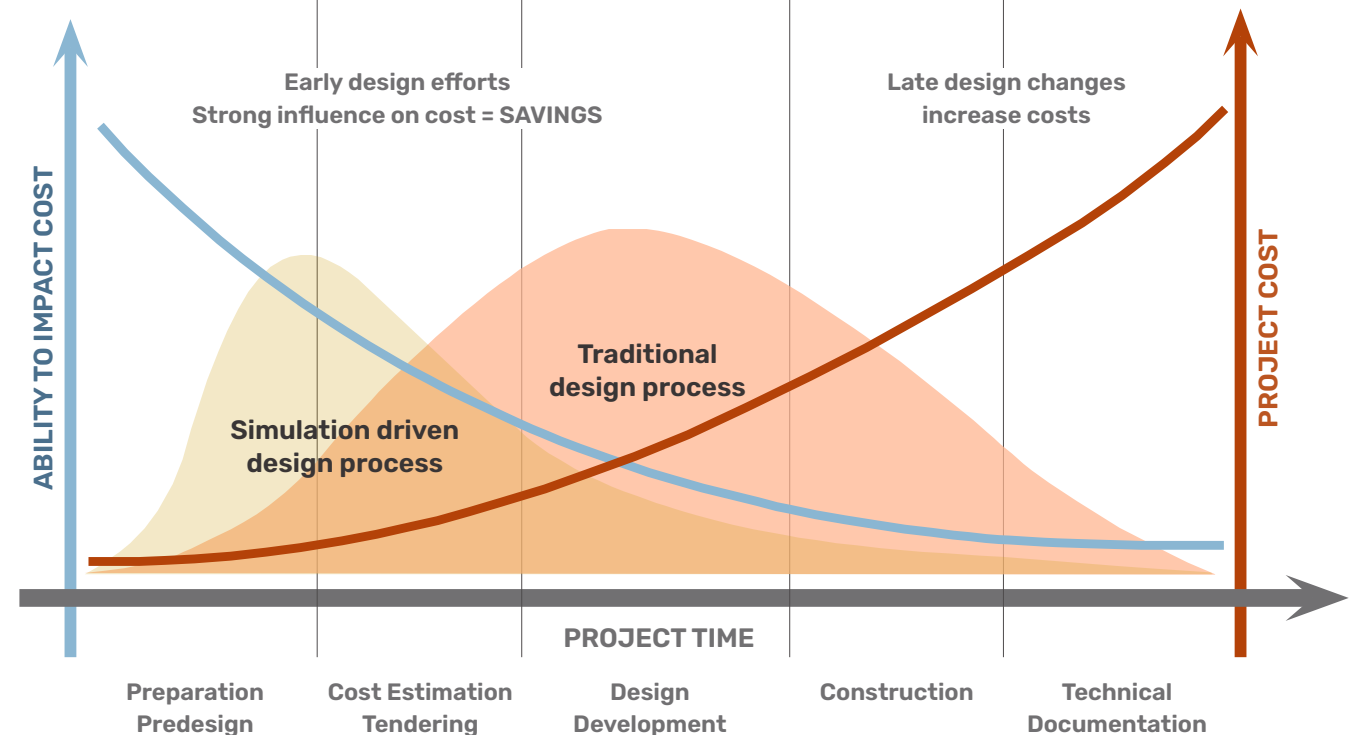 Early design efforts
Strong influence on cost = SAVINGS
Late design changes
increase costs
ABILITY TO IMPACT COST
PROJECT COST
Traditional
design process
Simulation driven
design process
PROJECT TIME
Preparation
Predesign
Cost Estimation
Tendering
Design
Development
Construction
Technical
Documentation